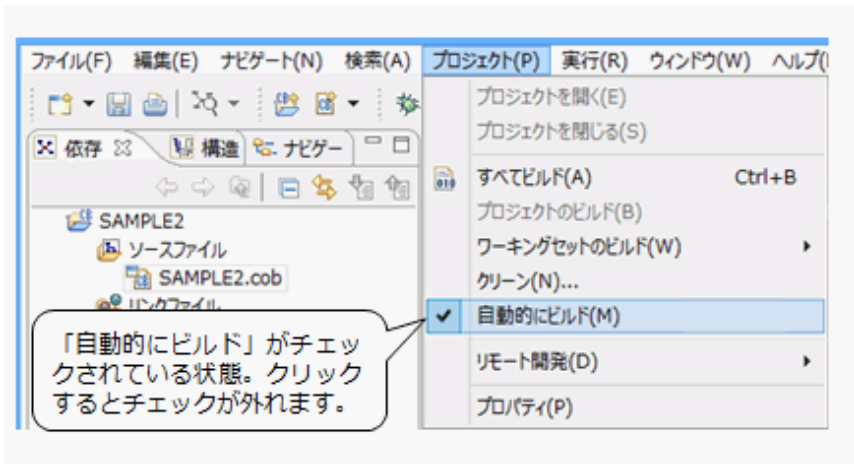 ファイル(F) 編集(E) ナビゲート(N) 検索(A) プロジェクト(P) 実行(R) ウィンドウ(W) ヘルプ(
プロジェクトを開く(E)
プロジェクトを閉じる(S)
依存 構造 ナビゲー
すべてビルド(A) Ctrl+B
プロジェクトのビルド(B)
SAMPLE2
ソースファイル
ワーキングセットのビルド(W)
SAMPLE2.cob
クリーン(N)...
リンクファイル
自動的にビルド(M)
「自動的にビルド」がチェッ
クされている状態。クリック
するとチェックが外れます。
リモート開発(D)
プロパティ(P)